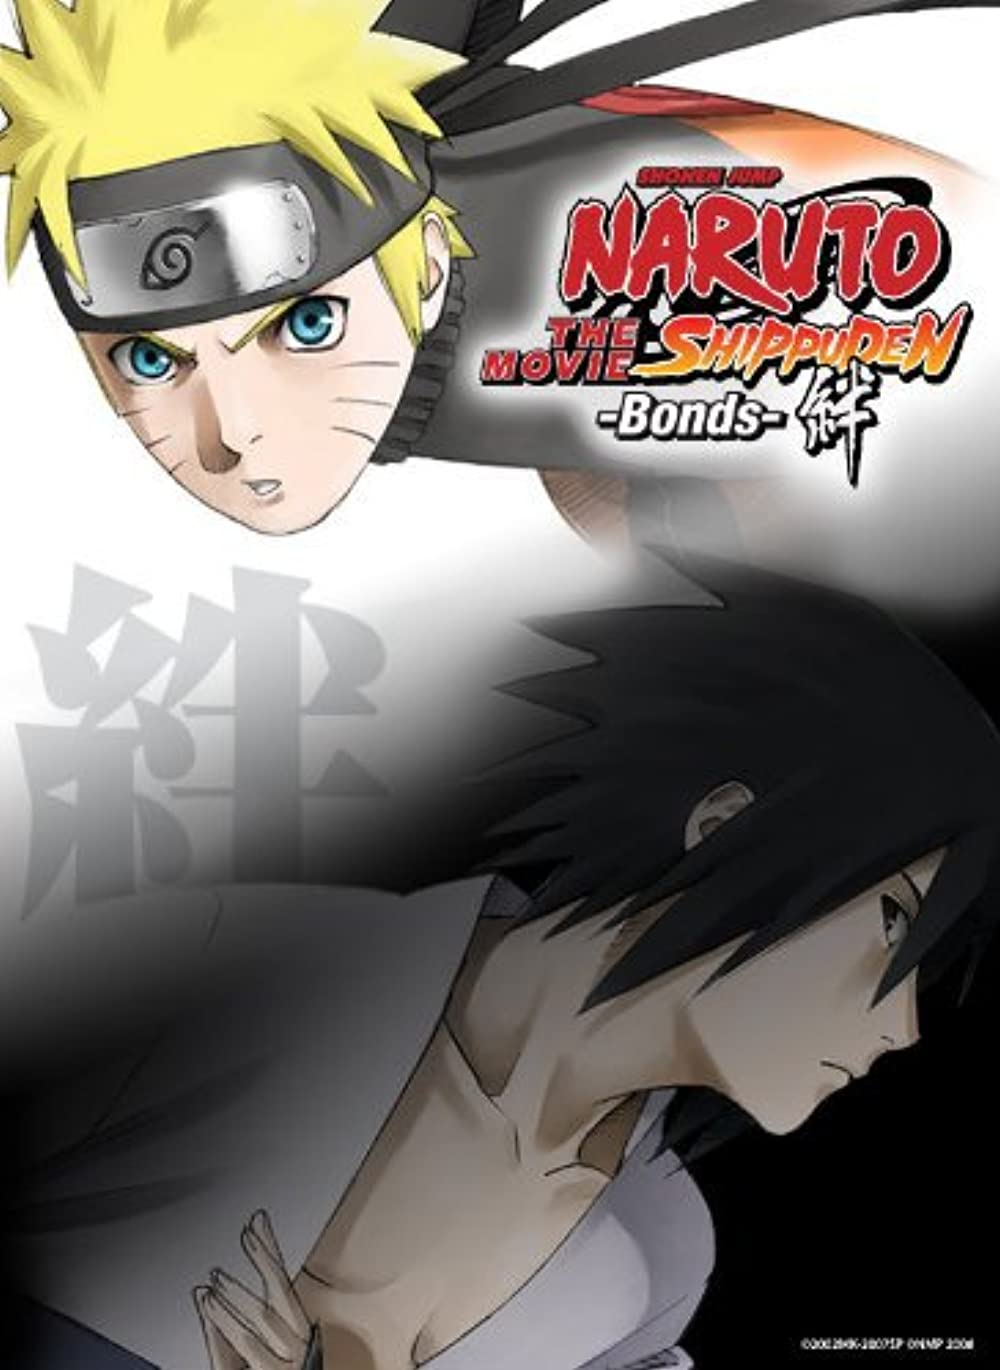 SHONEN JUMP
NARUTO
THE MOVIE SHIPPUDEN
-Bonds- 絆
絆